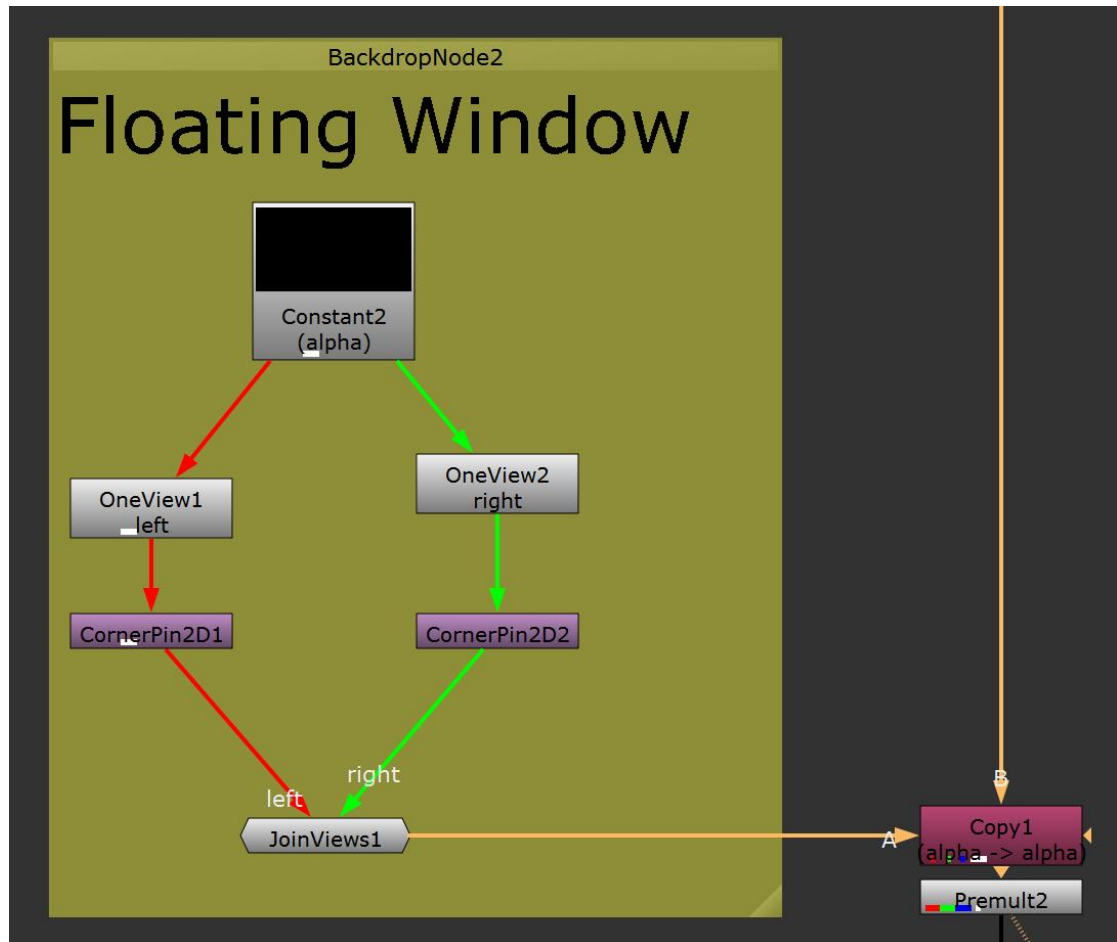 BackdropNode2
Floating Window
Constant2
(alpha)
OneView1
left
OneView2
right
CornerPin2D1
CornerPin2D2
right
left
JoinViews1
A
B
Copy1
(alpha -> alpha)
Premult2